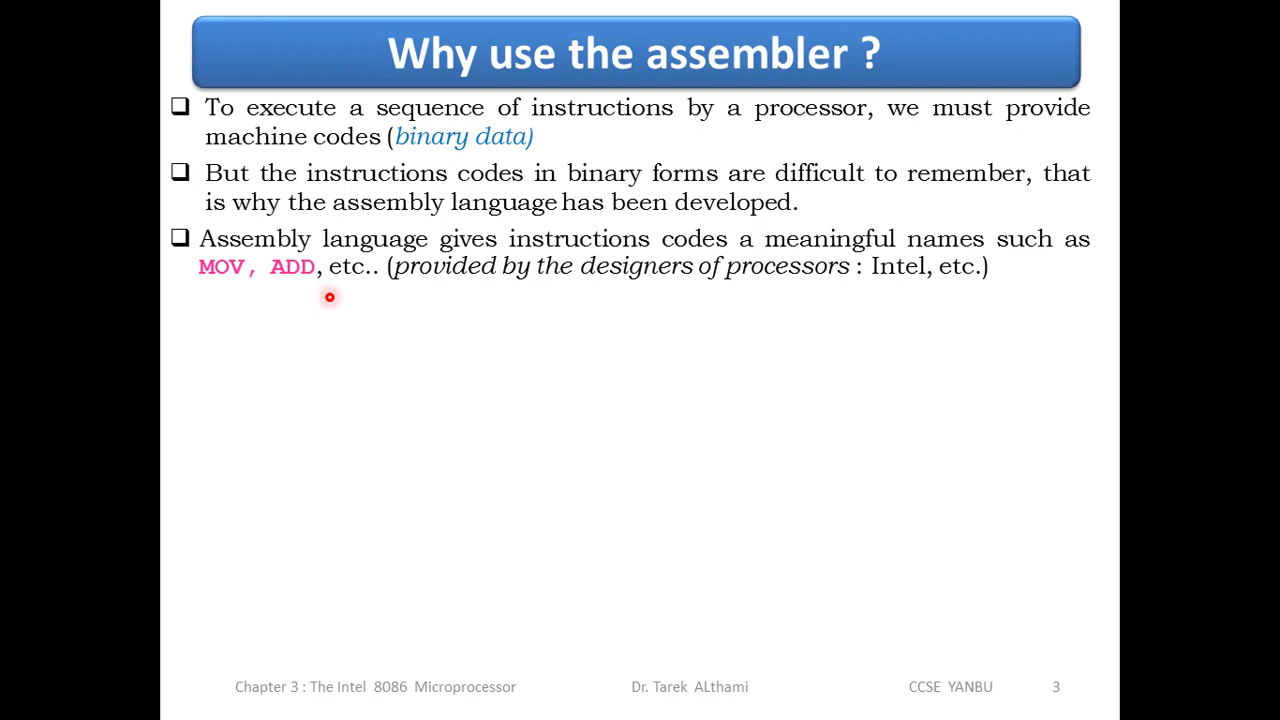 Why use the assembler ?
❑ To execute a sequence of instructions by a processor, we must provide
machine codes (binary data)
❑ But the instructions codes in binary forms are difficult to remember, that
is why the assembly language has been developed.
❑ Assembly language gives instructions codes a meaningful names such as
MOV, ADD, etc.. (provided by the designers of processors : Intel, etc.)
Chapter 3 : The Intel 8086 Microprocessor Dr. Tarek ALthami CCSE YANBU 3